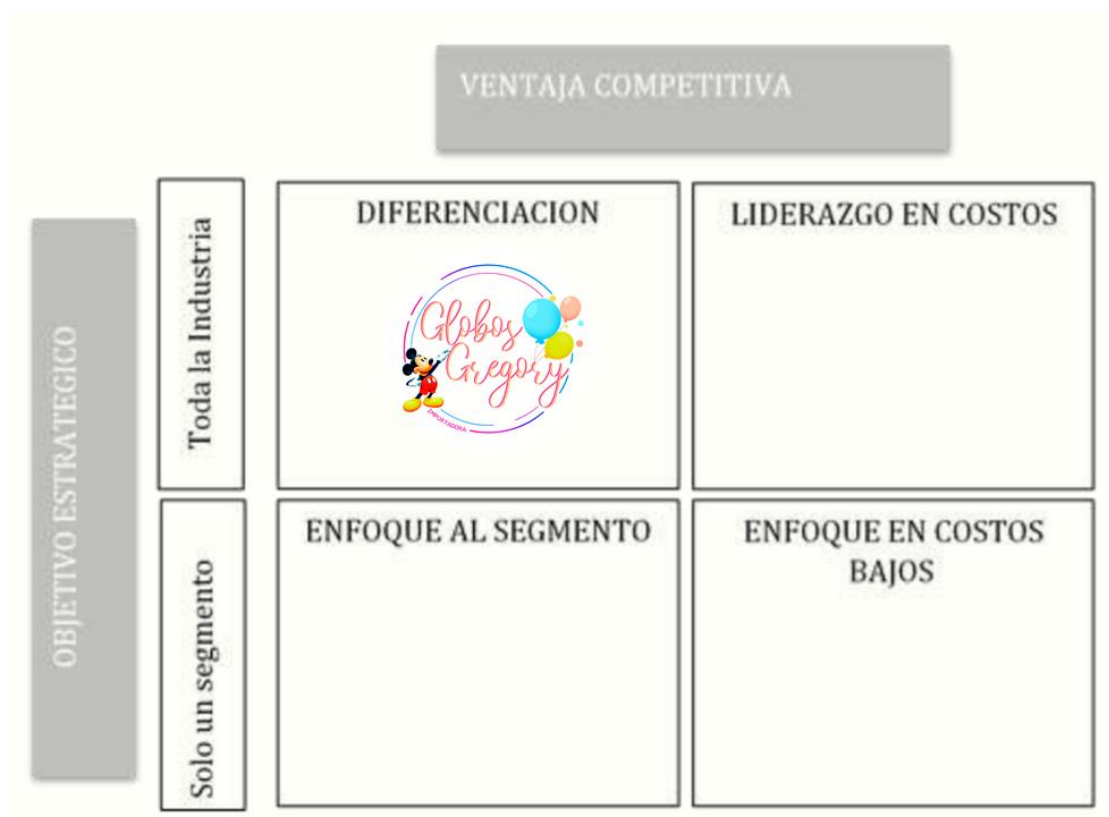 VENTAJA COMPETITIVA
OBJETIVO ESTRATEGICO
Toda la Industria
DIFERENCIACION
Globos
Gregory
IMPORTADORA
LIDERAZGO EN COSTOS
Solo un segmento
ENFOQUE AL SEGMENTO
ENFOQUE EN COSTOS
BAJOS